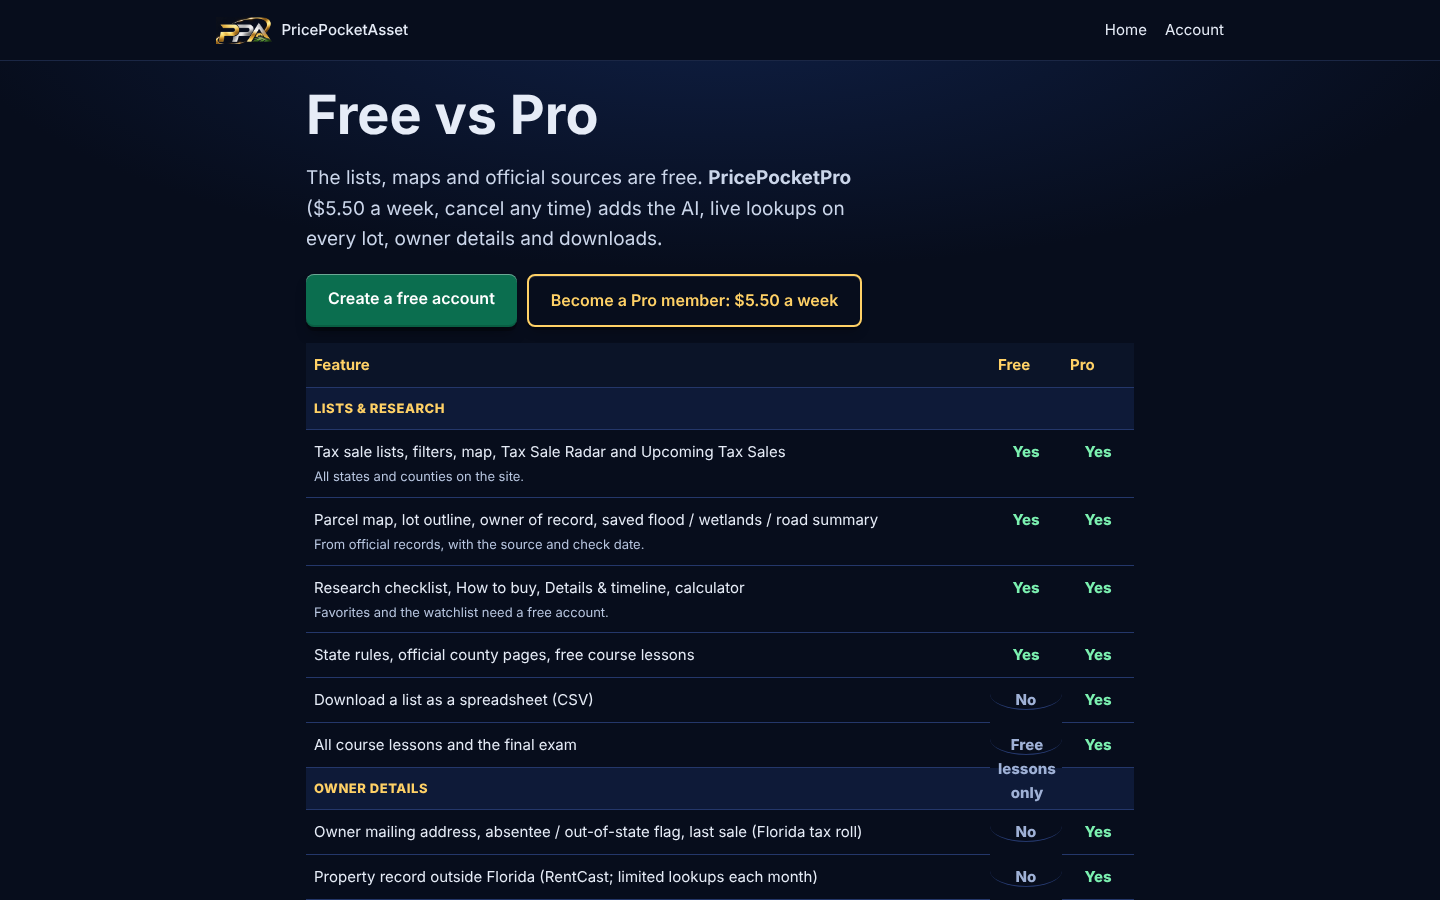 PPA PricePocketAsset Home Account
Free vs Pro
The lists, maps and official sources are free. PricePocketPro
($5.50 a week, cancel any time) adds the AI, live lookups on
every lot, owner details and downloads.
Create a free account Become a Pro member: $5.50 a week
Feature Free Pro
LISTS & RESEARCH
Tax sale lists, filters, map, Tax Sale Radar and Upcoming Tax Sales Yes Yes
All states and counties on the site.
Parcel map, lot outline, owner of record, saved flood / wetlands / road summary Yes Yes
From official records, with the source and check date.
Research checklist, How to buy, Details & timeline, calculator Yes Yes
Favorites and the watchlist need a free account.
State rules, official county pages, free course lessons Yes Yes
Download a list as a spreadsheet (CSV) No Yes
All course lessons and the final exam Free Yes
lessons
OWNER DETAILS only
Owner mailing address, absentee / out-of-state flag, last sale (Florida tax roll) No Yes
Property record outside Florida (RentCast; limited lookups each month) No Yes